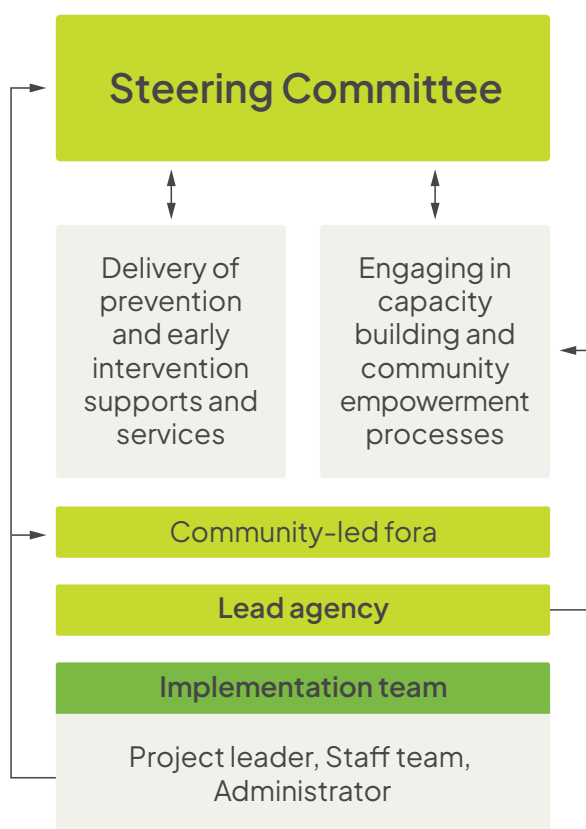 Steering Committee
Delivery of
prevention
and early
intervention
supports and
services
Engaging in
capacity
building and
community
empowerment
processes
Community-led fora
Lead agency
Implementation team
Project leader, Staff team,
Administrator